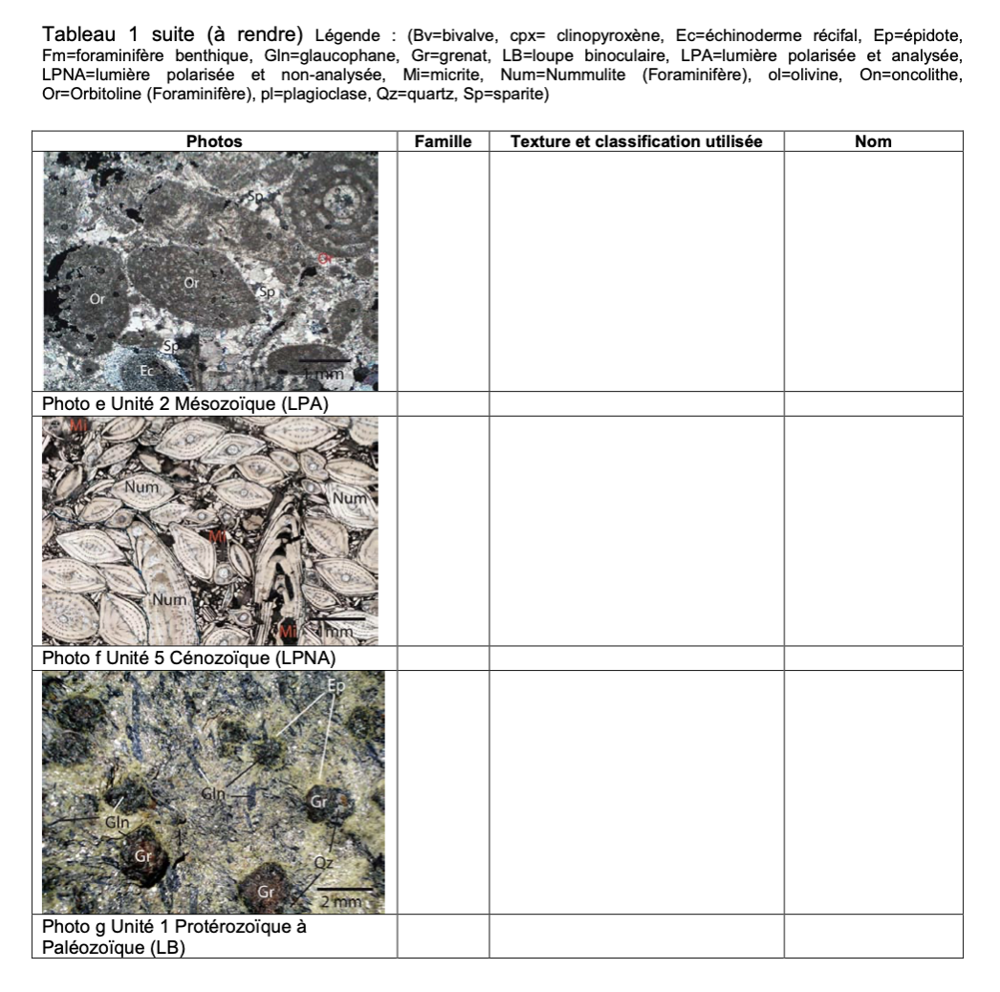 Tableau 1 suite (à rendre) Légende : (Bv=bivalve, cpx= clinopyroxène, Ec=échinoderme récifal, Ep=épidote,
Fm=foraminifère benthique, Gln=glaucophane, Gr=grenat, LB=loupe binoculaire, LPA=lumière polarisée et analysée,
LPNA=lumière polarisée et non-analysée, Mi=micrite, Num=Nummulite (Foraminifère), ol=olivine, On=oncolithe,
Or=Orbitoline (Foraminifère), pl=plagioclase, Qz=quartz, Sp=sparite)
Photos Famille Texture et classification utilisée Nom
Sp
Or
Or
Sp
Or
Sp
Ec
1 mm
Photo e Unité 2 Mésozoïque (LPA)
Mi
Num
Num
Mi
Num
Mi
1mm
Photo f Unité 5 Cénozoïque (LPNA)
Ep
Gln
Gr
Gln
Gr
Qz
Gr
2 mm
Photo g Unité 1 Protérozoïque à
Paléozoïque (LB)